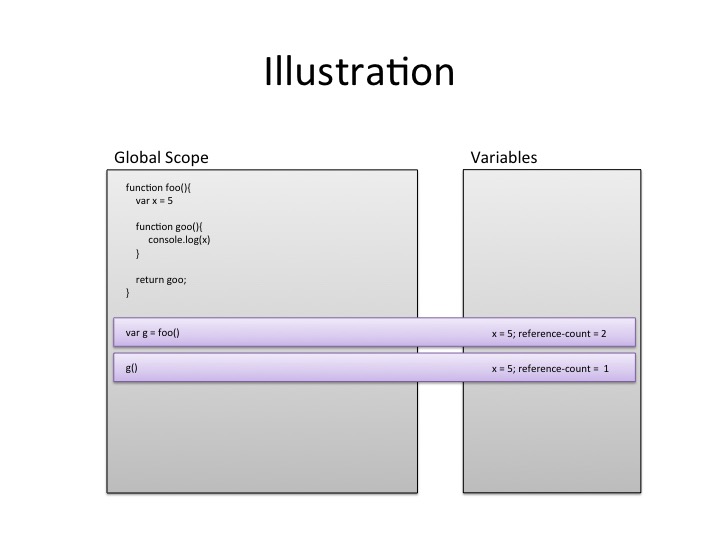 Illustration
Global Scope
Variables
function foo(){
var x = 5
function goo(){
console.log(x)
}
return goo;
}
var g = foo()
x = 5; reference-count = 2
g()
x = 5; reference-count =  1